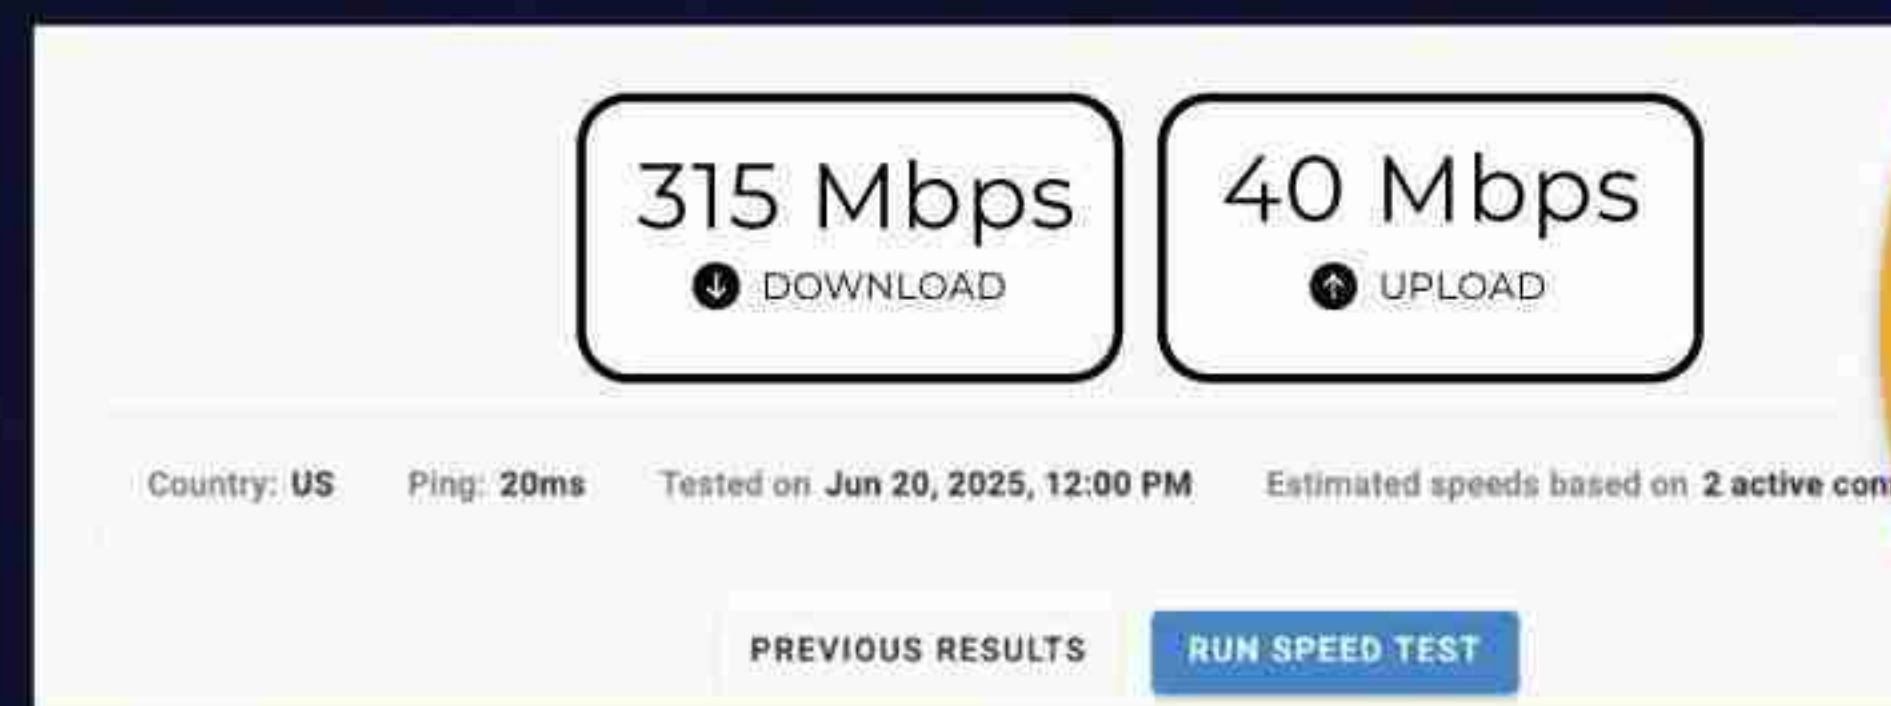 315 Mbps
DOWNLOAD
40 Mbps
UPLOAD
Country: US Ping: 20ms Tested on Jun 20, 2025, 12:00 PM Estimated speeds based on 2 active
PREVIOUS RESULTS RUN SPEED TEST